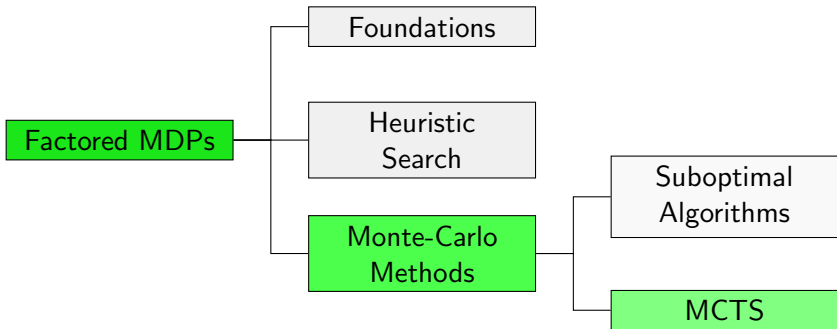 Foundations
Factored MDPs
Heuristic
Search
Monte-Carlo
Methods
Suboptimal
Algorithms
MCTS